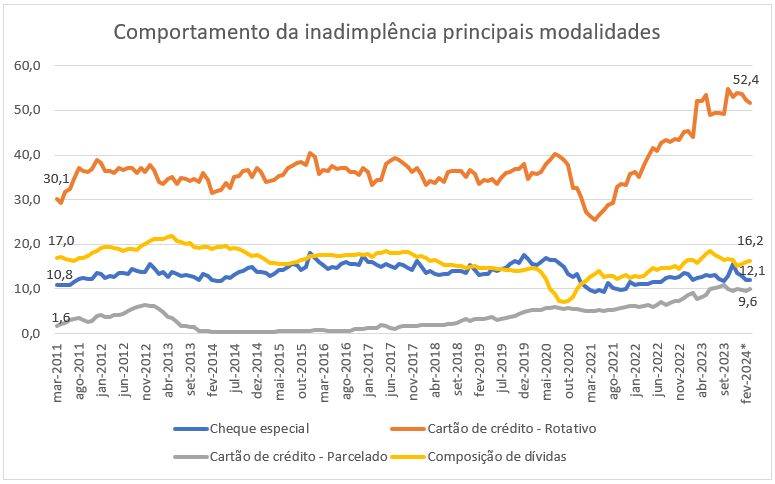 Comportamento da inadimplência principais modalidades
60,0
50,0
40,0
30,0
20,0
10,0
0,0
52,4
30,1
17,0
10,8
1,6
16,2
12,1
9,6
mar-2011
ago-2011
jan-2012
jun-2012
nov-2012
abr-2013
set-2013
fev-2014
jul-2014
dez-2014
mai-2015
out-2015
mar-2016
ago-2016
jan-2017
jun-2017
nov-2017
abr-2018
set-2018
fev-2019
jul-2019
dez-2019
mai-2020
out-2020
mar-2021
ago-2021
jan-2022
jun-2022
nov-2022
abr-2023
set-2023
fev-2024*
Cheque especial
Cartão de crédito - Rotativo
Cartão de crédito - Parcelado
Composição de dívidas